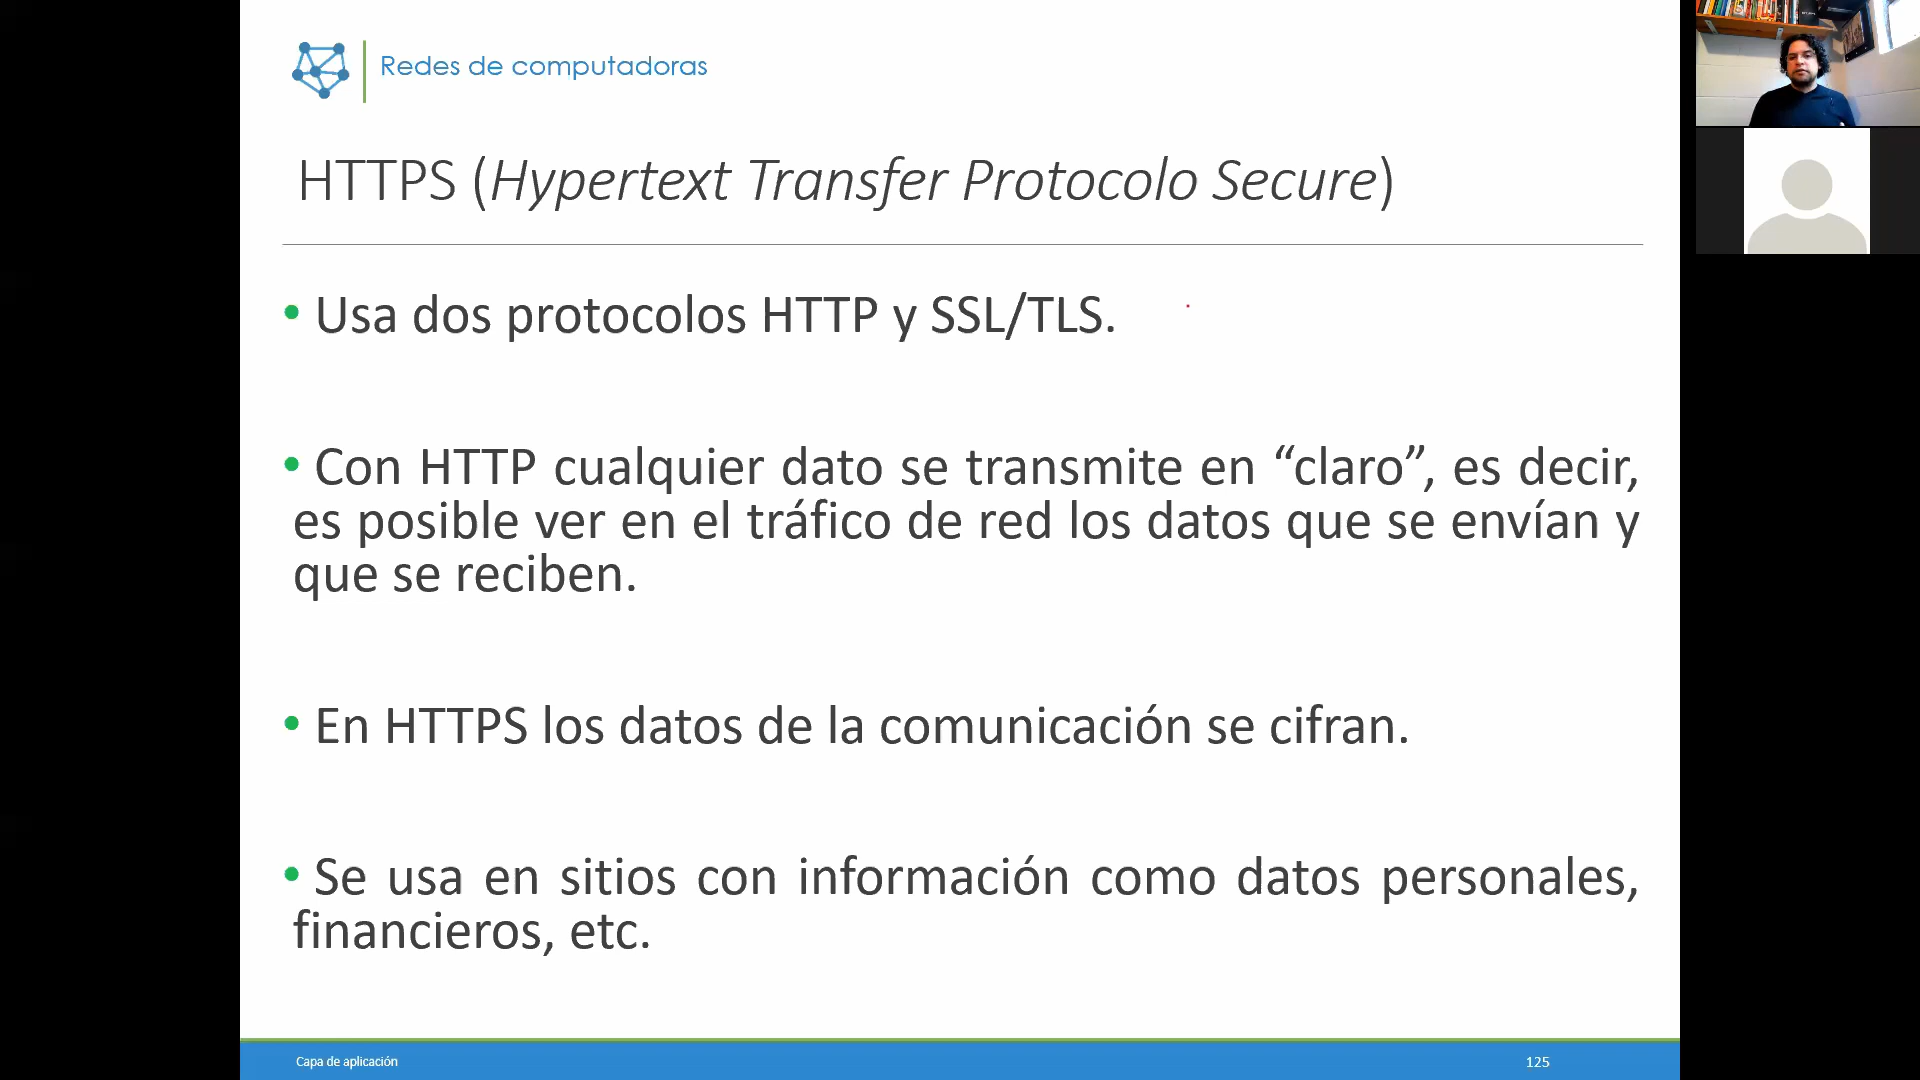 Redes de computadoras
HTTPS (Hypertext Transfer Protocolo Secure)
• Usa dos protocolos HTTP y SSL/TLS.
• Con HTTP cualquier dato se transmite en “claro”, es decir,
es posible ver en el tráfico de red los datos que se envían y
que se reciben.
• En HTTPS los datos de la comunicación se cifran.
• Se usa en sitios con información como datos personales,
financieros, etc.
Capa de aplicación
125